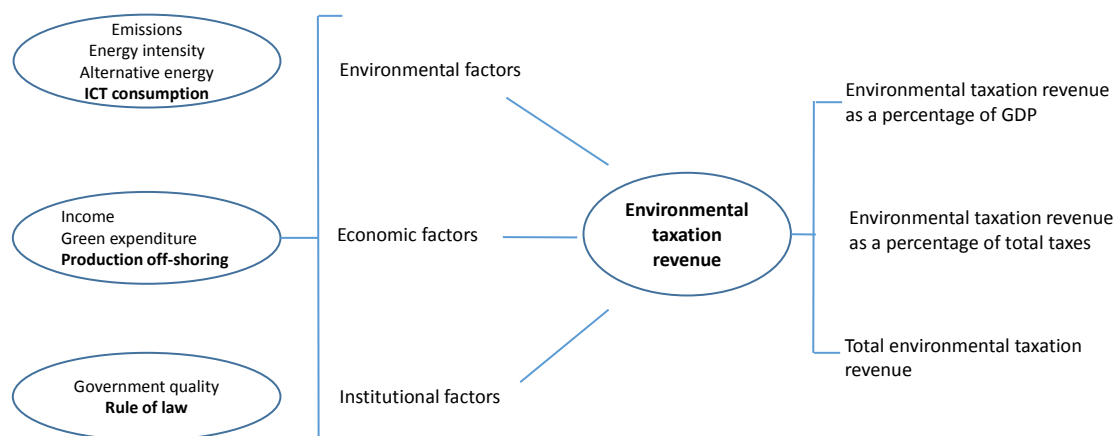 Emissions
Energy intensity
Alternative energy
ICT consumption
Environmental factors
Income
Green expenditure
Production off-shoring
Economic factors
Government quality
Rule of law
Institutional factors
Environmental
taxation
revenue
Environmental taxation revenue
as a percentage of GDP
Environmental taxation revenue
as a percentage of total taxes
Total environmental taxation
revenue